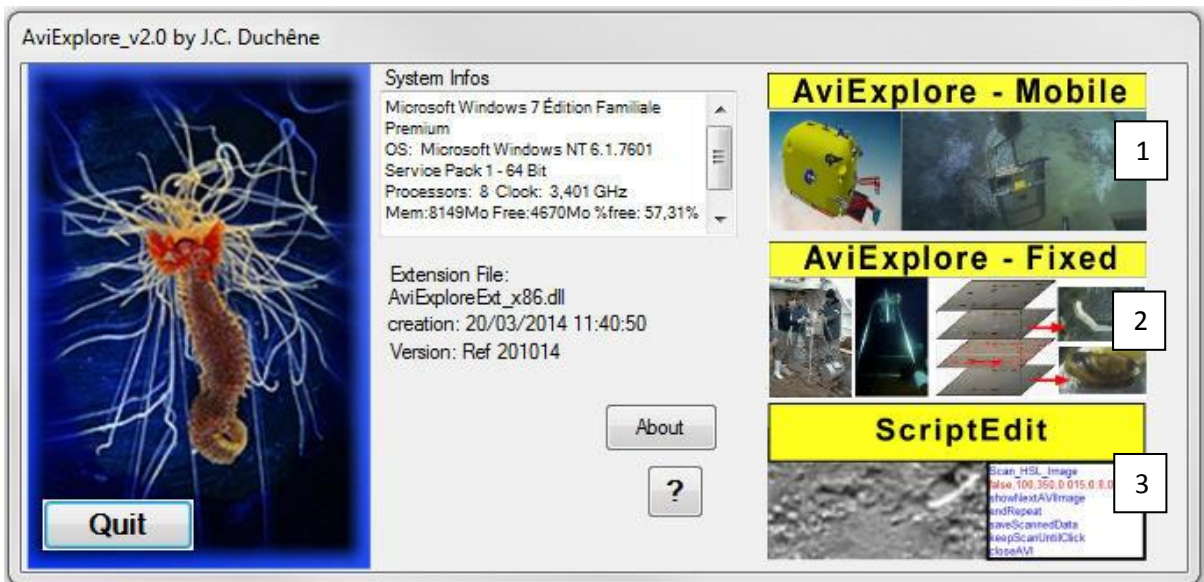 AviExplore_v2.0 by J.C. Duchêne
System Infos
Microsoft Windows 7 Édition Familiale
Premium
OS: Microsoft Windows NT 6.1.7601
Service Pack 1 - 64 Bit
Processors: 8 Clock: 3,401 GHz
Mem:8149Mo Free:4670Mo %free: 57,31%
Extension File:
AviExploreExt_x86.dll
creation: 20/03/2014 11:40:50
Version: Ref 201014
About
?
Quit
AviExplore - Mobile
1
AviExplore - Fixed
2
ScriptEdit
Scan_HSL_Image
false,100,350,0.015,0.8,0
showNextAVIImage
endRepeat
saveScannedData
keepScanUntilClick
closeAVI
3